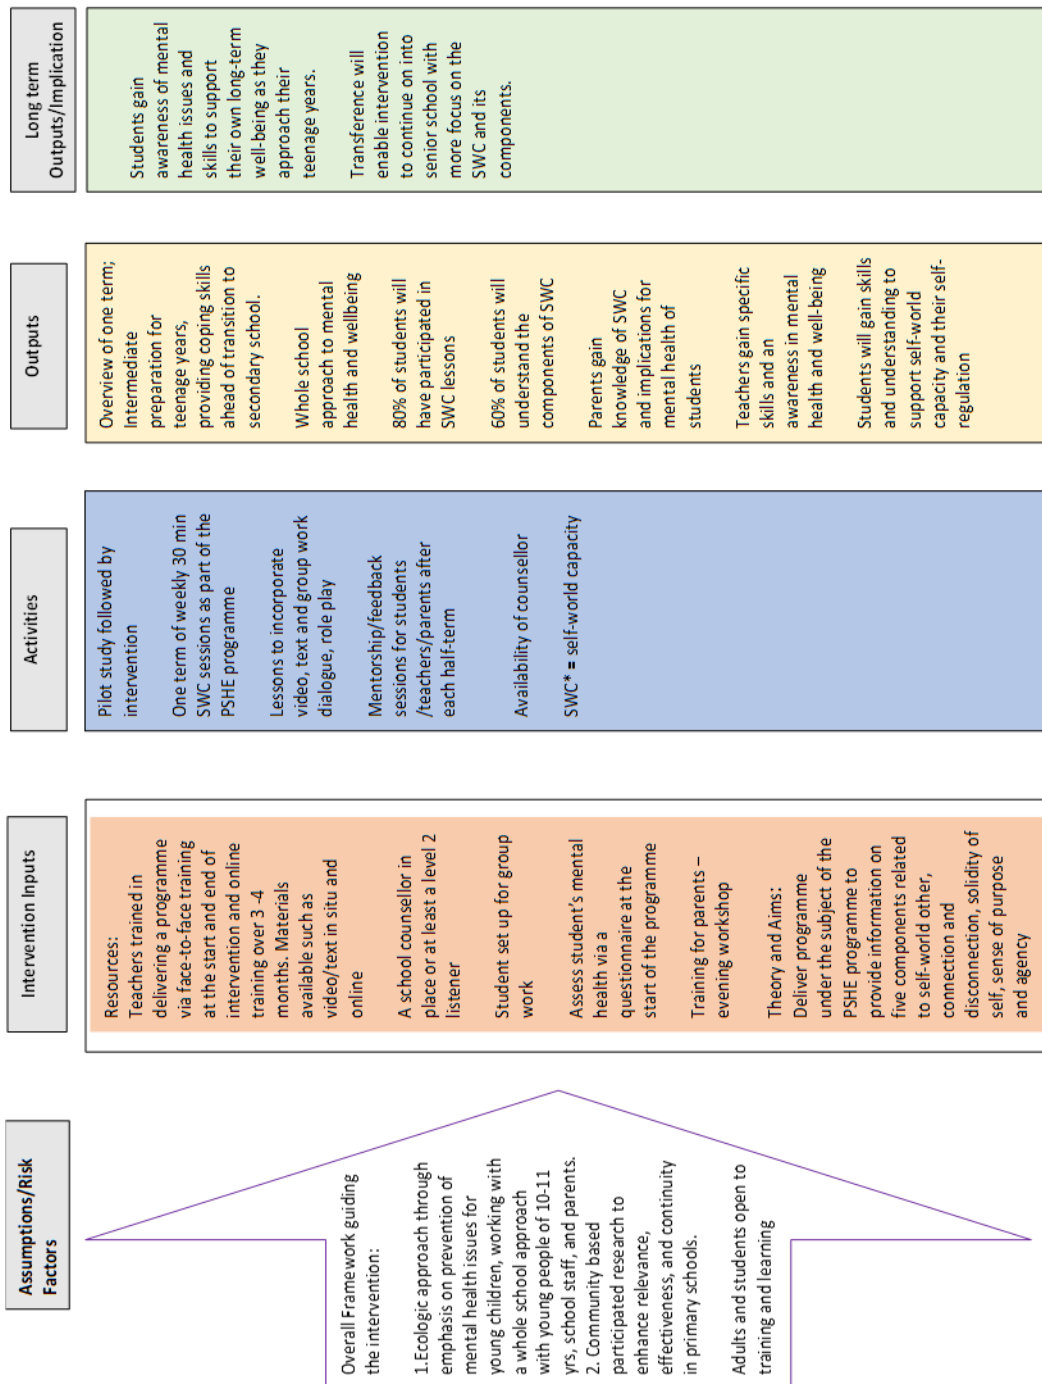 Assumptions/Risk
Factors
Overall Framework guiding
the intervention:
1.Ecologic approach through
emphasis on prevention of
mental health issues for
young children, working with
a whole school approach
with young people of 10-11
yrs, school staff, and parents.
2. Community based
participated research to
enhance relevance,
effectiveness, and continuity
in primary schools.
Adults and students open to
training and learning
Intervention Inputs
Resources:
Teachers trained in
delivering a programme
via face-to-face training
at the start and end of
intervention and online
training over 3 -4
months. Materials
available such as
video/text in situ and
online
A school counsellor in
place or at least a level 2
listener
Student set up for group
work
Assess student's mental
health via a
questionnaire at the
start of the programme
Training for parents –
evening workshop
Theory and Aims:
Deliver programme
under the subject of the
PSHE programme to
provide information on
five components related
to self-world other,
connection and
disconnection, solidity of
self, sense of purpose
and agency
Activities
Pilot study followed by
intervention
One term of weekly 30 min
SWC sessions as part of the
PSHE programme
Lessons to incorporate
video, text and group work
dialogue, role play
Mentorship/feedback
sessions for students
/teachers/parents after
each half-term
Availability of counsellor
SWC* = self-world capacity
Outputs
Overview of one term;
Intermediate
preparation for
teenage years,
providing coping skills
ahead of transition to
secondary school.
Whole school
approach to mental
health and wellbeing
80% of students will
have participated in
SWC lessons
60% of students will
understand the
components of SWC
Parents gain
knowledge of SWC
and implications for
mental health of
students
Teachers gain specific
skills and an
awareness in mental
health and well-being
Students will gain skills
and understanding to
support self-world
capacity and their self-
regulation
Long term
Outputs/Implication
Students gain
awareness of mental
health issues and
skills to support
their own long-term
well-being as they
approach their
teenage years.
Transference will
enable intervention
to continue on into
senior school with
more focus on the
SWC and its
components.